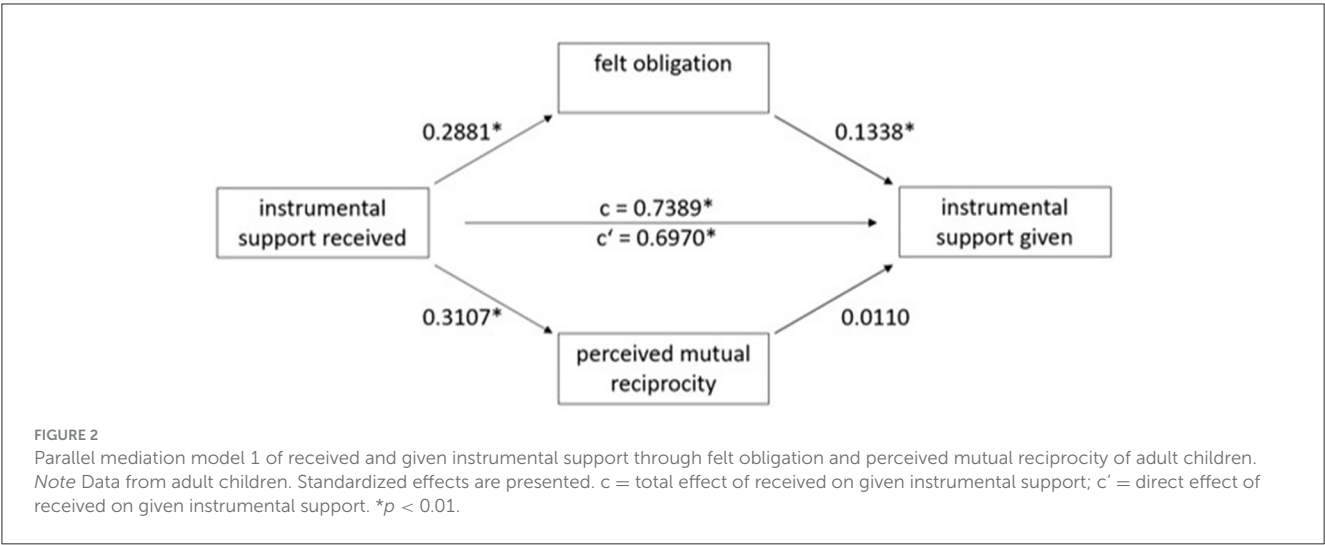 felt obligation
0.2881*
0.1338*
instrumental
support received
c = 0.7389*
c’ = 0.6970*
instrumental
support given
0.3107*
0.0110
perceived mutual
reciprocity
FIGURE 2
Parallel mediation model 1 of received and given instrumental support through felt obligation and perceived mutual reciprocity of adult children.
Note Data from adult children. Standardized effects are presented. c = total effect of received on given instrumental support; c’ = direct effect of
received on given instrumental support. *p < 0.01.